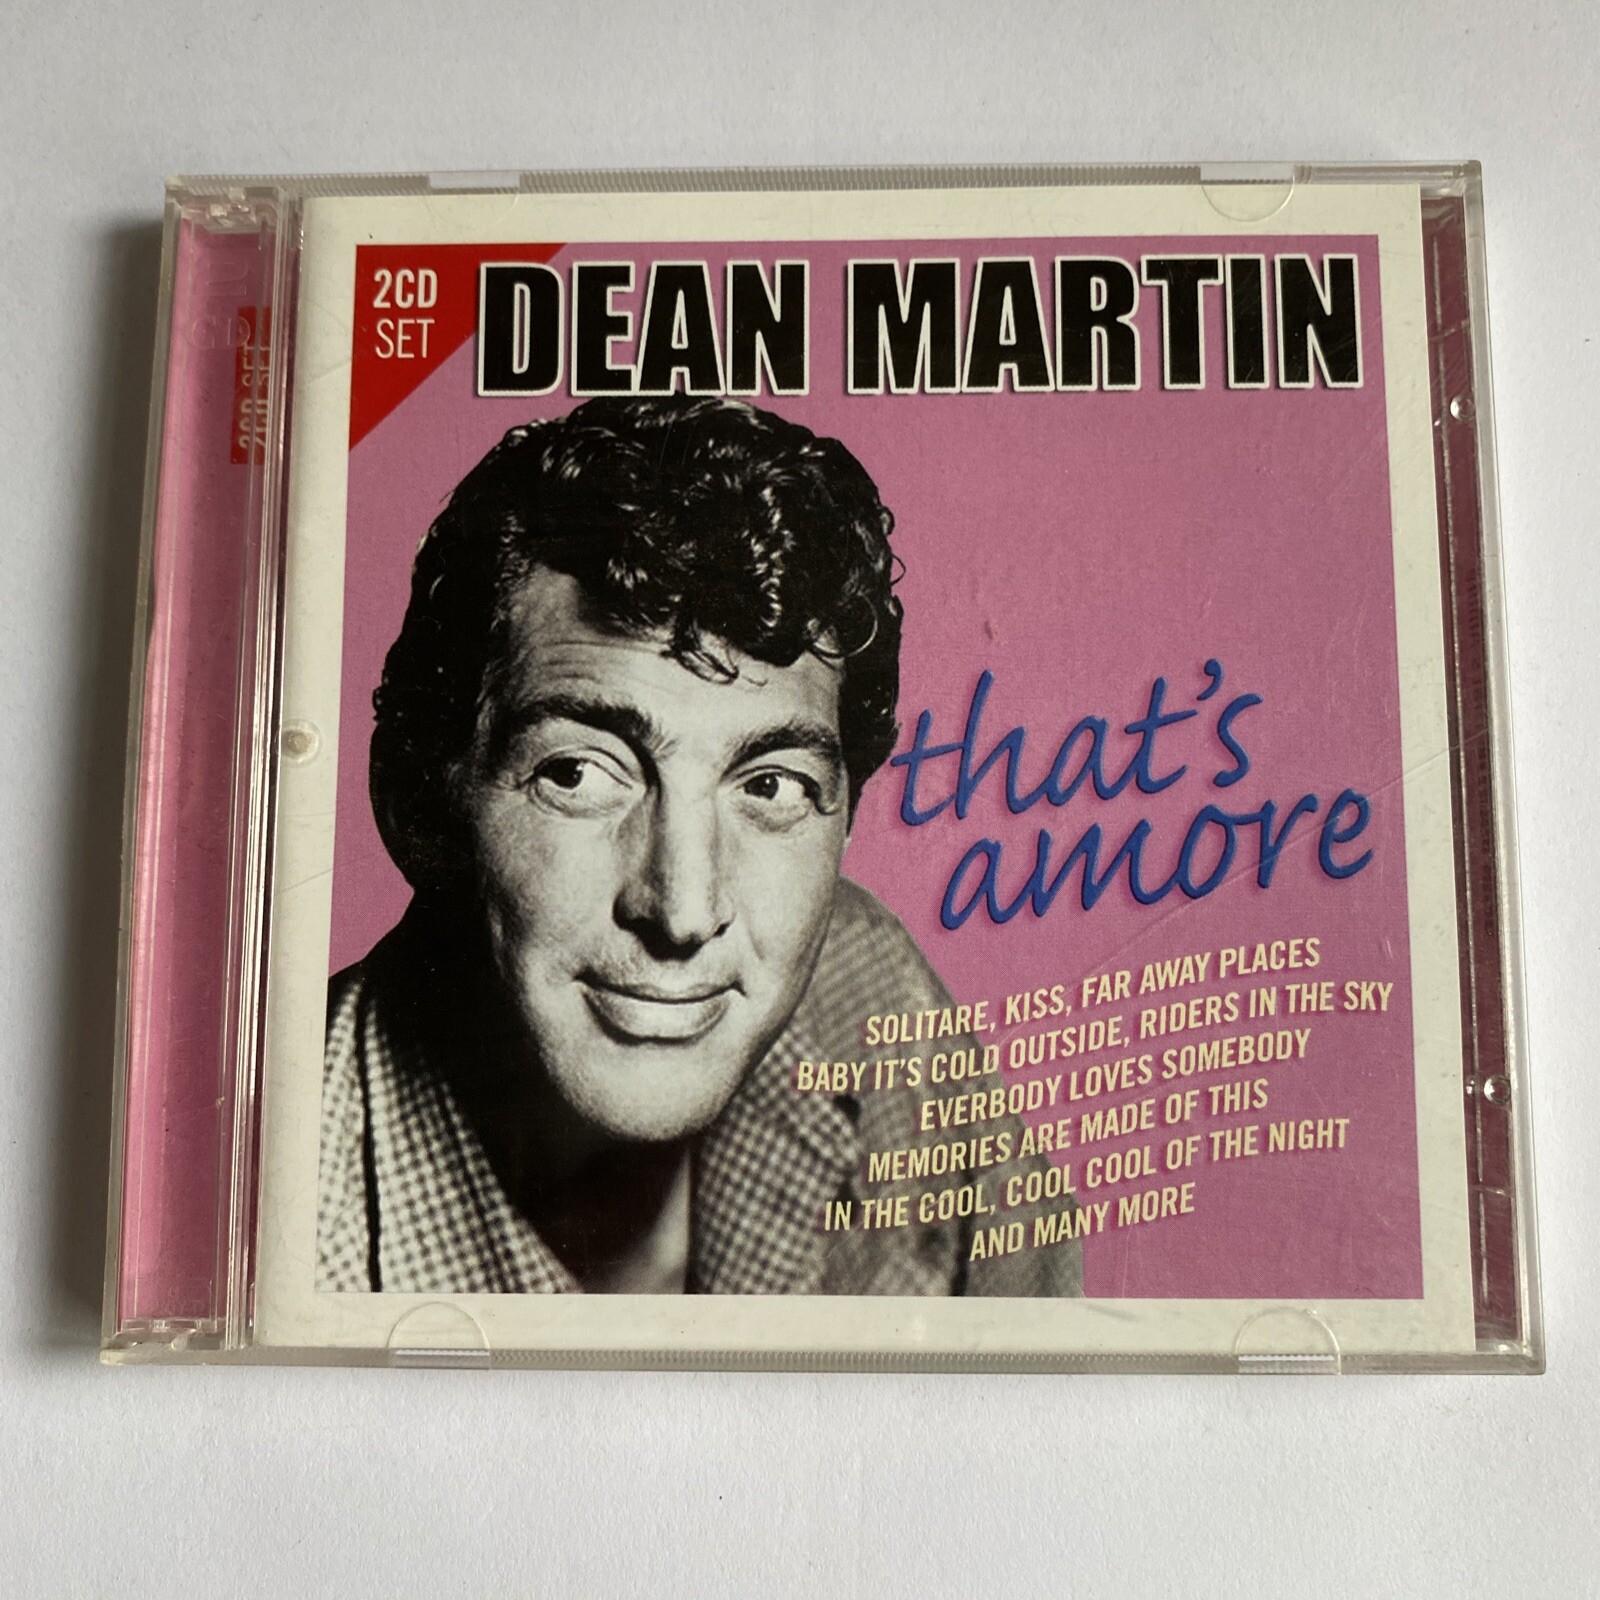 2CD
SET
DEAN MARTIN
that's
amore
SOLITARE, KISS, FAR AWAY PLACES
BABY IT'S COLD OUTSIDE, RIDERS IN THE SKY
EVERBODY LOVES SOMEBODY
MEMORIES ARE MADE OF THIS
IN THE COOL, COOL COOL OF THE NIGHT
AND MANY MORE
2CD SET